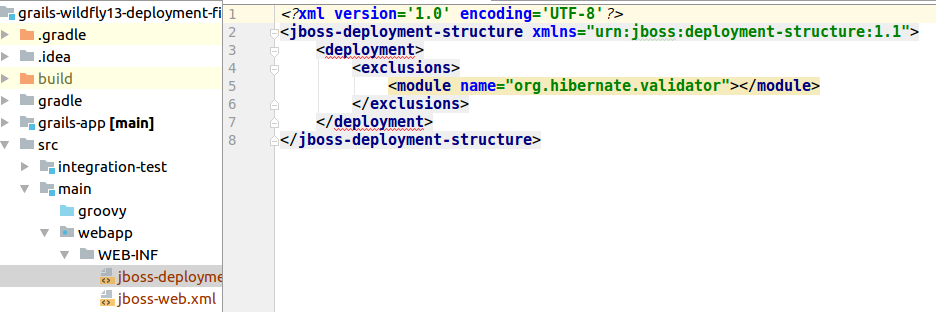 grails-wildfly13-deployment-fi
.gradle
.idea
build
gradle
grails-app [main]
src
integration-test
main
groovy
webapp
WEB-INF
jboss-deployme
jboss-web.xml
1 <?xml version='1.0' encoding='UTF-8'?>
2 <jboss-deployment-structure xmlns="urn:jboss:deployment-structure:1.1">
3 <deployment>
4 <exclusions>
5 <module name="org.hibernate.validator"></module>
6 </exclusions>
7 </deployment>
8 </jboss-deployment-structure>